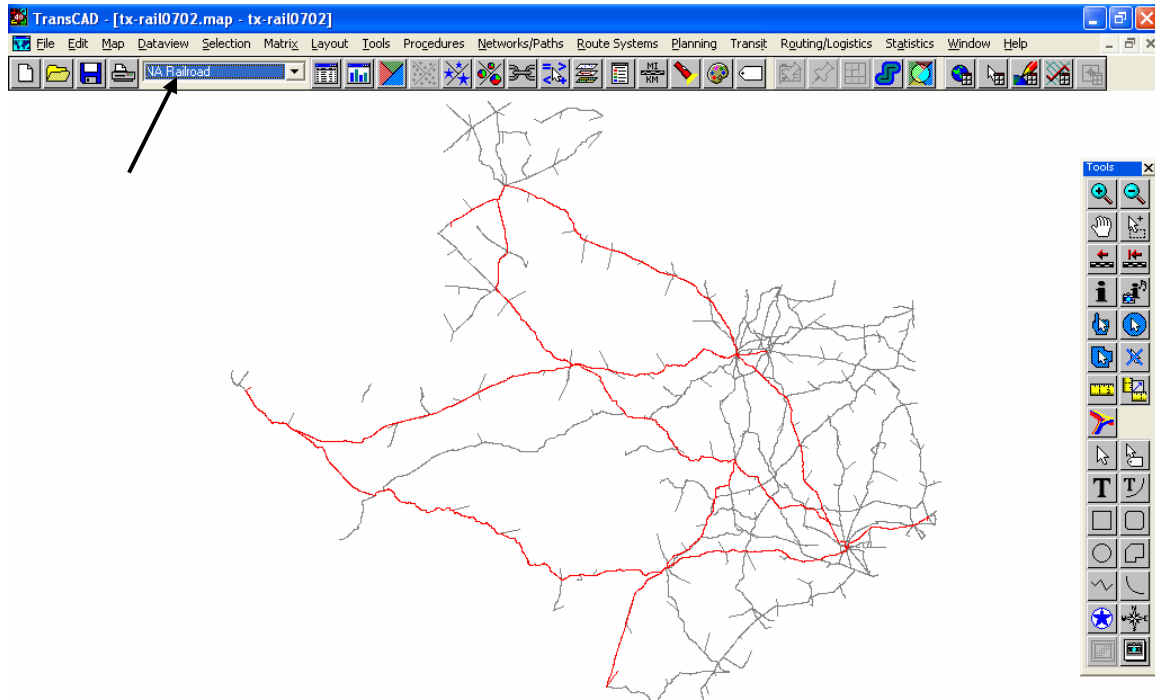 TransCAD - [tx-rail0702.map - tx-rail0702]
File Edit Map Dataview Selection Matrix Layout Tools Procedures Networks/Paths Route Systems Planning Transit Routing/Logistics Statistics Window Help
NA Railroad
MI
KM
Tools
i
i
T
T